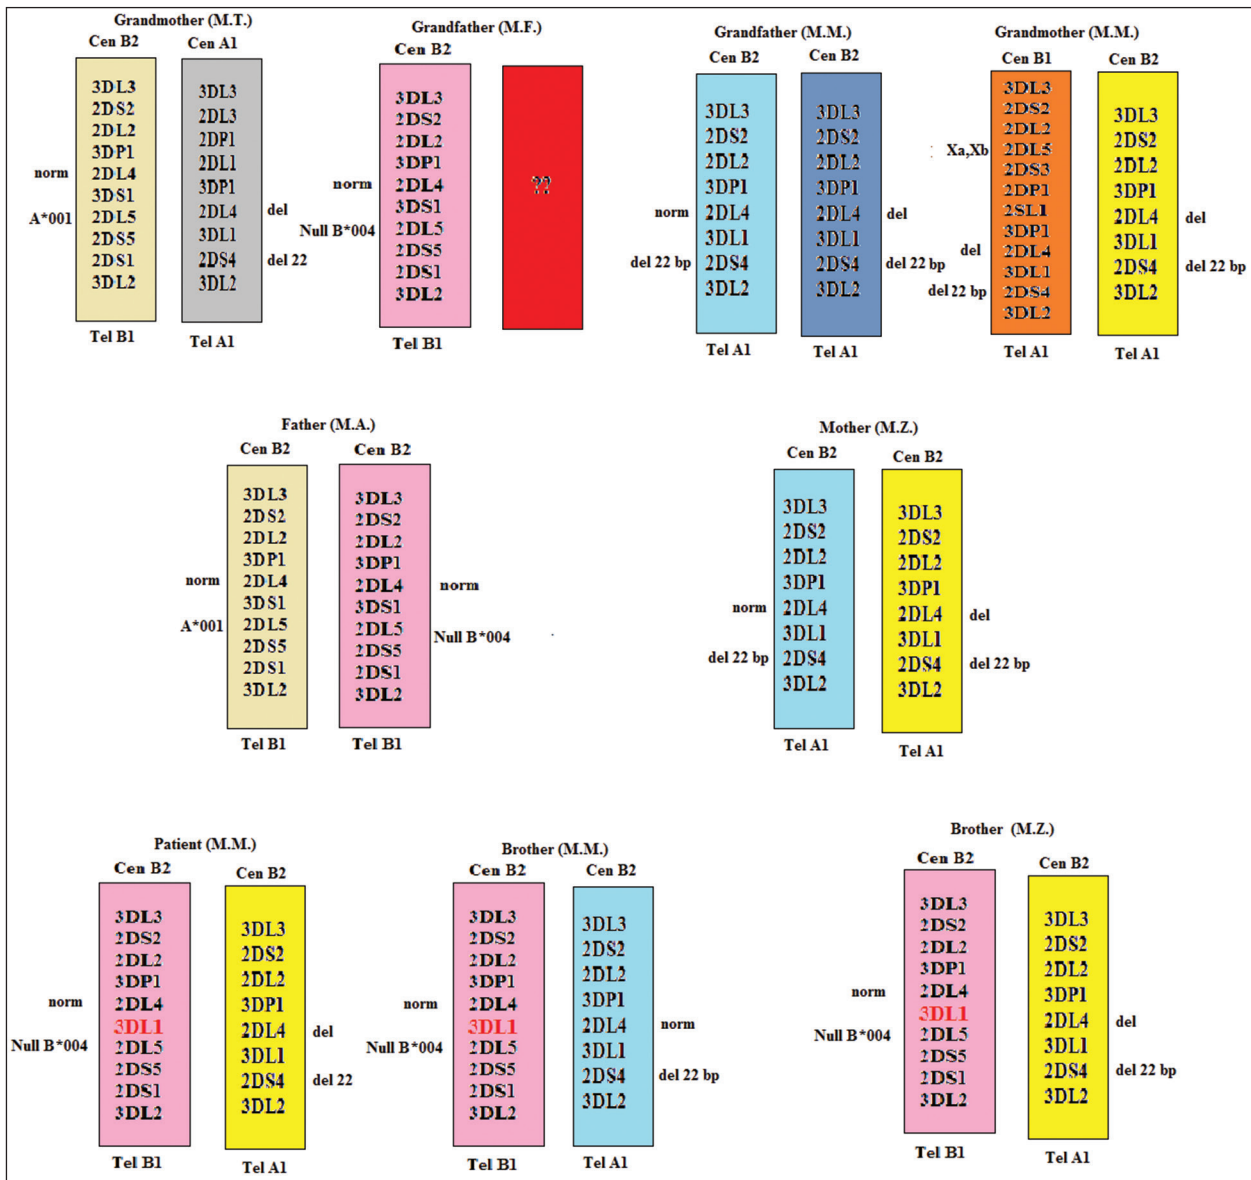 Grandmother (M.T.)
Cen B2
Cen A1
3DL3
2DS2
2DL2
3DP1
2DL4
3DS1
2DL5
2DS5
2DS1
3DL2
norm
A*001
Tel B1
3DL3
2DL3
2DP1
2DL1
3DP1
2DL4
3DL1
2DS4
3DL2
del
del 22
Tel A1
Grandfather (M.F.)
Cen B2
3DL3
2DS2
2DL2
3DP1
2DL4
3DS1
2DL5
2DS5
2DS1
3DL2
norm
Null B*004
Tel B1
??
Grandfather (M.M.)
Cen B2
Cen B2
3DL3
2DS2
2DL2
3DP1
2DL4
3DL1
2DS4
3DL2
norm
del 22 bp
Tel A1
3DL3
2DS2
2DL2
3DP1
2DL4
3DL1
2DS4
3DL2
del
del 22 bp
Tel A1
Grandmother (M.M.)
Cen B1
Cen B2
3DL3
2DS2
2DL2
2DL5
2DS3
2DP1
2SL1
3DP1
2DL4
3DL1
2DS4
3DL2
: Xa,Xb
del
del 22 bp
Tel A1
3DL3
2DS2
2DL2
3DP1
2DL4
3DL1
2DS4
3DL2
del
del 22 bp
Tel A1
Father (M.A.)
Cen B2
Cen B2
3DL3
2DS2
2DL2
3DP1
2DL4
3DS1
2DL5
2DS5
2DS1
3DL2
norm
A*001
Tel B1
3DL3
2DS2
2DL2
3DP1
2DL4
3DS1
2DL5
2DS5
2DS1
3DL2
norm
Null B*004
Tel B1
Mother (M.Z.)
Cen B2
Cen B2
3DL3
2DS2
2DL2
3DP1
2DL4
3DL1
2DS4
3DL2
norm
del 22 bp
Tel A1
3DL3
2DS2
2DL2
3DP1
2DL4
3DL1
2DS4
3DL2
del
del 22 bp
Tel A1
Patient (M.M.)
Cen B2
Cen B2
3DL3
2DS2
2DL2
3DP1
2DL4
3DL1
2DL5
2DS5
2DS1
3DL2
norm
Null B*004
Tel B1
3DL3
2DS2
2DL2
3DP1
2DL4
3DL1
2DS4
3DL2
del
del 22
Tel A1
Brother (M.M.)
Cen B2
Cen B2
3DL3
2DS2
2DL2
3DP1
2DL4
3DL1
2DL5
2DS5
2DS1
3DL2
norm
Null B*004
Tel B1
3DL3
2DS2
2DL2
3DP1
2DL4
3DL1
2DS4
3DL2
norm
del 22 bp
Tel A1
Brother (M.Z.)
Cen B2
Cen B2
3DL3
2DS2
2DL2
3DP1
2DL4
3DL1
2DL5
2DS5
2DS1
3DL2
norm
Null B*004
Tel B1
3DL3
2DS2
2DL2
3DP1
2DL4
3DL1
2DS4
3DL2
del
del 22 bp
Tel A1